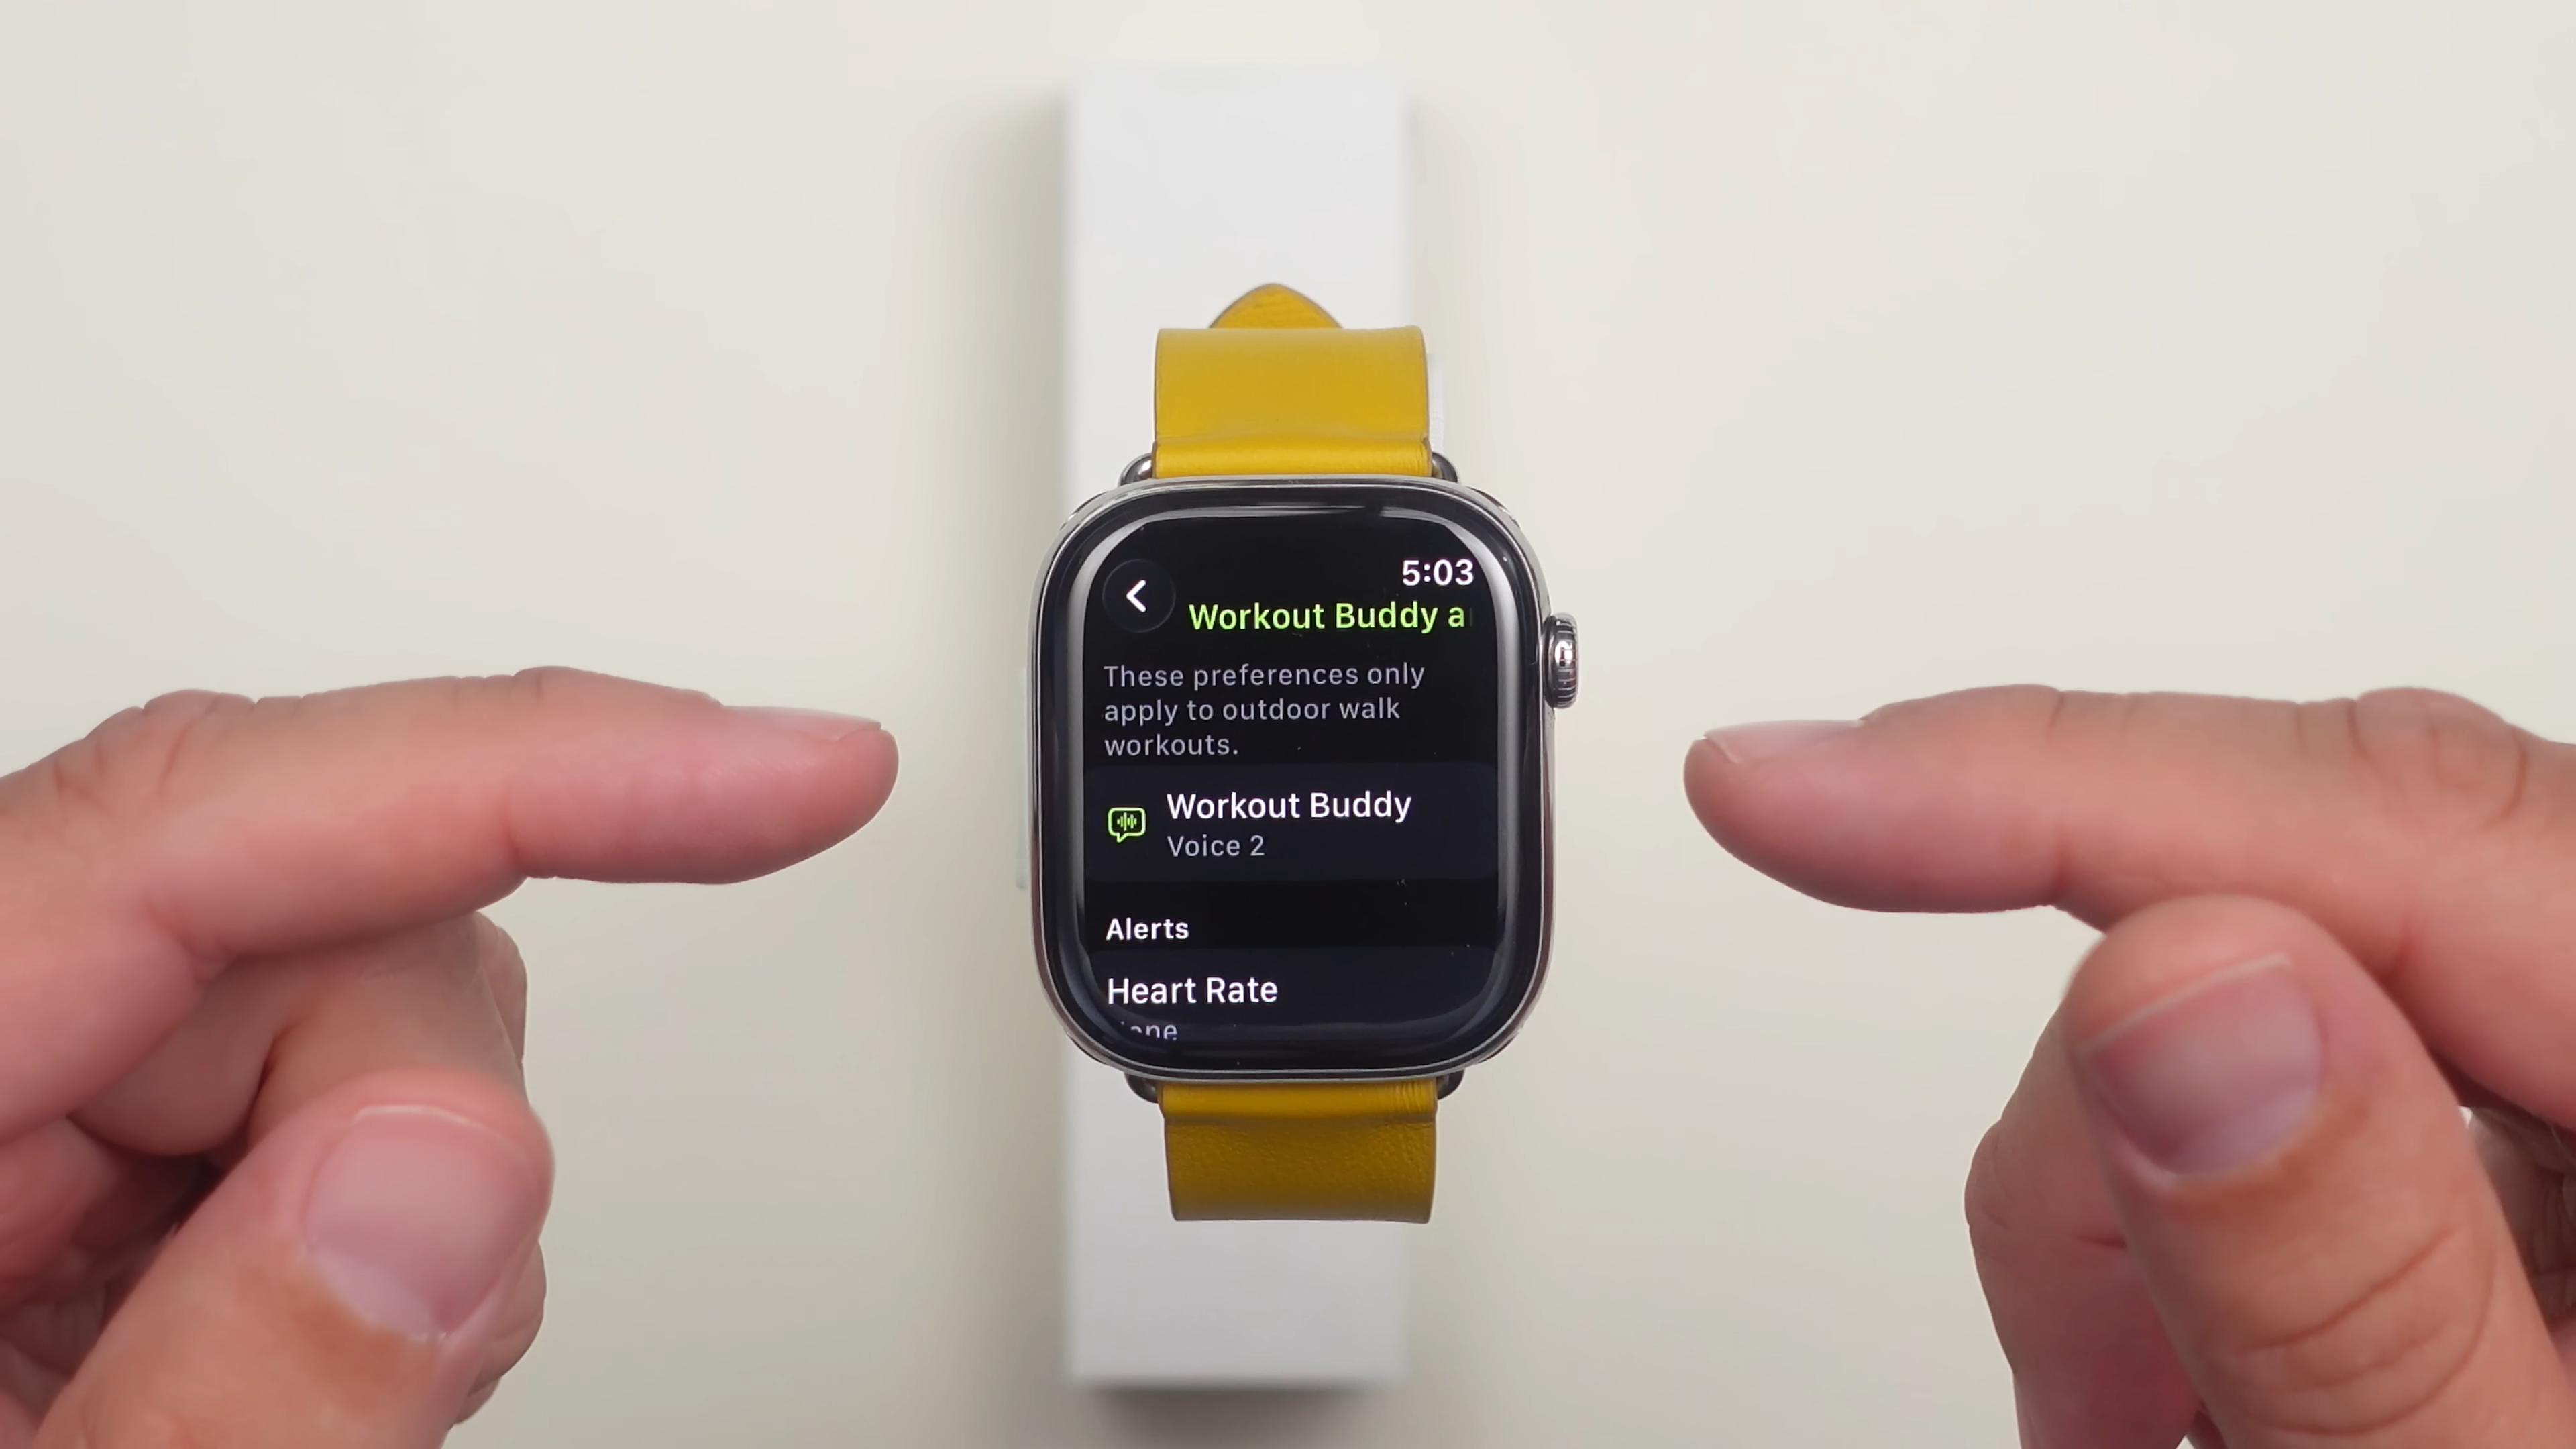 5:03
Workout Buddy a
These preferences only
apply to outdoor walk
workouts.
Workout Buddy
Voice 2
Alerts
Heart Rate